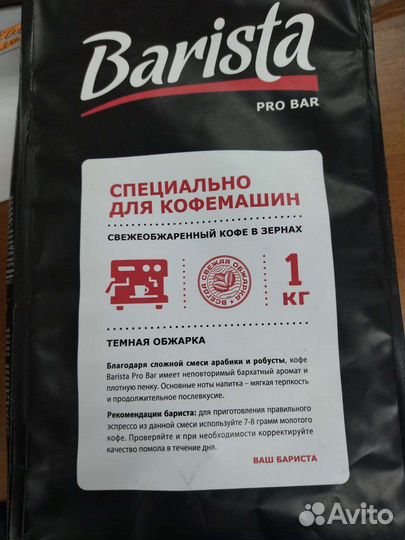 Barista
PRO BAR
СПЕЦИАЛЬНО
ДЛЯ КОФЕМАШИН
СВЕЖЕОБЖАРЕННЫЙ КОФЕ В ЗЕРНАХ
ВСЕГДА СВЕЖАЯ ОБЖАРКА
1
КГ
ТЕМНАЯ ОБЖАРКА
Благодаря сложной смеси арабики и робусты, кофе
Barista Pro Bar имеет неповторимый бархатный аромат и
плотную пенку. Основные ноты напитка – мягкая терпкость
и продолжительное послевкусие.
Рекомендации бариста: для приготовления правильного
эспрессо из данной смеси используйте 7-8 грамм молотого
кофе. Проверяйте и при необходимости корректируйте
качество помола в течение дня.
ВАШ БАРИСТА
Avito